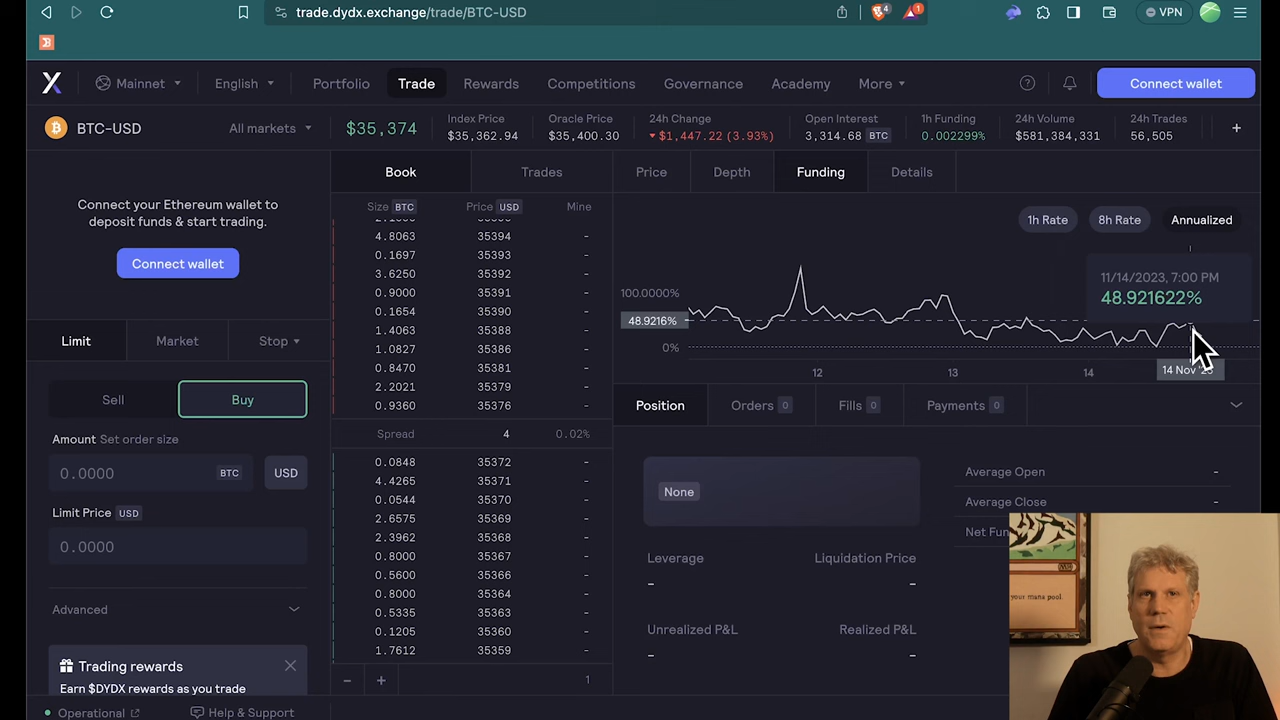 trade.dydx.exchange/trade/BTC-USD
4
1
VPN
B
Mainnet
English
Portfolio
Trade
Rewards
Competitions
Governance
Academy
More
Connect wallet
BTC-USD
All markets
$35,374
Index Price
$35,362.94
Oracle Price
$35,400.30
24h Change
$1,447.22 (3.93%)
Open Interest
3,314.68 BTC
1h Funding
0.002299%
24h Volume
$581,384,331
24h Trades
56,505
+
Connect your Ethereum wallet to
deposit funds & start trading.
Connect wallet
Limit
Market
Stop
Sell
Buy
Amount Set order size
0.0000
BTC
USD
Limit Price USD
0.0000
Advanced
Trading rewards
Earn $DYDX rewards as you trade
Operational
Help & Support
Book
Trades
Size BTC
Price USD
Mine
4.8063 35394 -
0.1697 35393 -
3.6250 35392 -
0.9000 35391 -
0.1654 35390 -
1.4063 35388 -
1.0827 35384 -
0.8470 35381 -
2.2021 35379 -
0.9360 35376 -
Spread 4 0.02%
0.0848 35372 -
4.4265 35371 -
0.0544 35370 -
2.6575 35369 -
2.3962 35368 -
0.8000 35367 -
0.5600 35366 -
0.8000 35364 -
0.5335 35363 -
0.1205 35360 -
1.7612 35359 -
- + 1
Price
Depth
Funding
Details
1h Rate
8h Rate
Annualized
11/14/2023, 7:00 PM
48.921622%
100.0000%
48.9216%
0%
12
13
14
14 Nov
Position
Orders 0
Fills 0
Payments 0
None
Average Open -
Average Close -
Net Fun
Leverage
–
Liquidation Price
–
Unrealized P&L
–
Realized P&L
–
your mana pool.